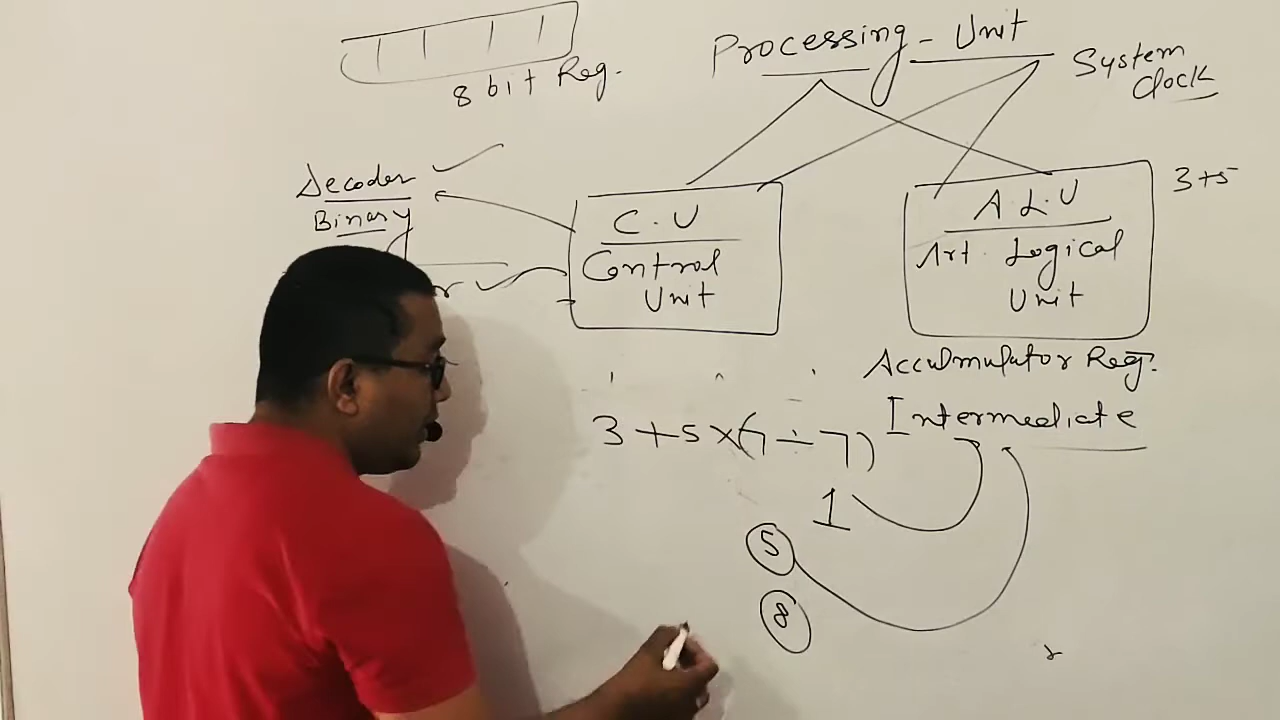 8 bit Reg.
Processing - Unit
System
Clock
Decoder
Binary
C.U
Control
Unit
A.L.U
Art. Logical
Unit
3+5
Accumulator Reg.
Intermediate
3+5×(7÷7)
1
5
8